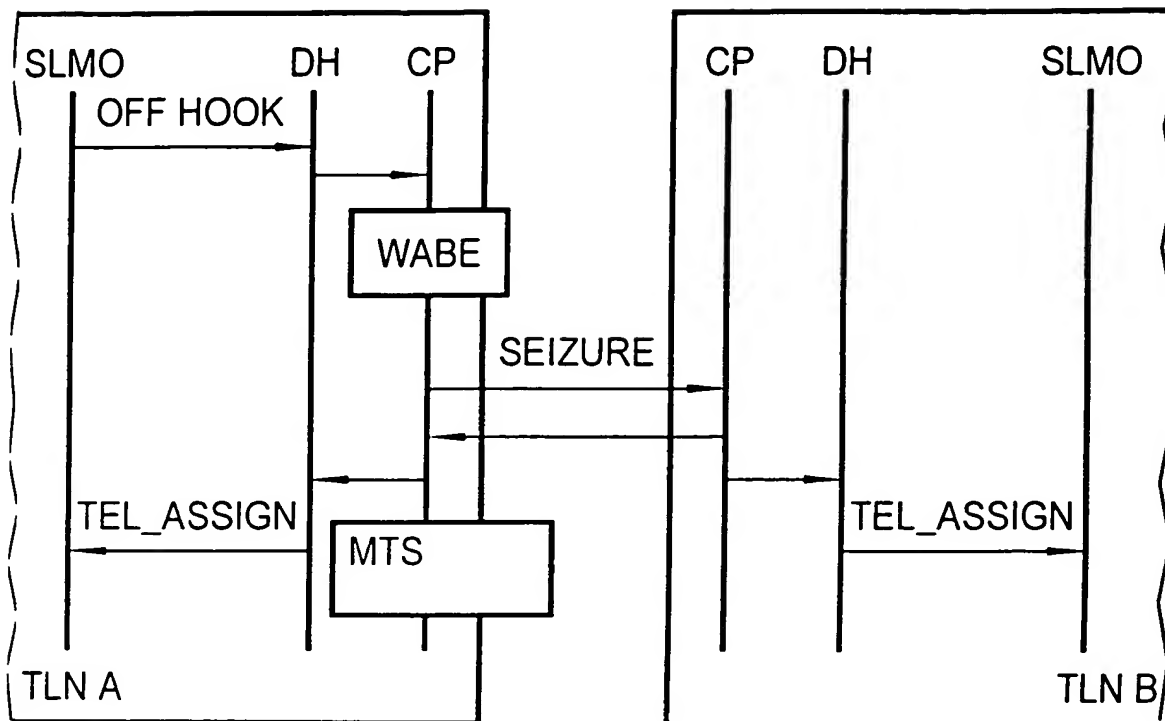 SLMO DH CP CP DH SLMO
OFF HOOK
WABE
SEIZURE
TEL_ASSIGN TEL_ASSIGN
MTS
TLN A TLN B